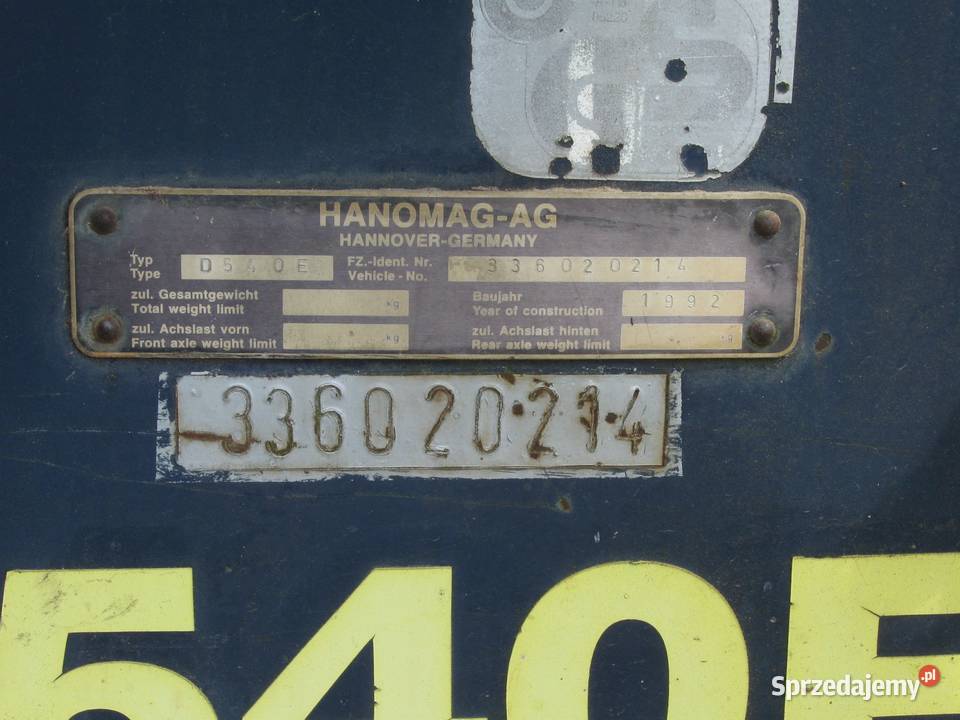 HANOMAG-AG
HANNOVER-GERMANY
Typ
Type
D540E
FZ.-Ident. Nr.
Vehicle - No.
336020214
zul. Gesamtgewicht
Total weight limit
kg
Baujahr
Year of construction
1992
zul. Achslast vorn
Front axle weight limit
kg
zul. Achslast hinten
Rear axle weight limit
kg
336020214
540E
Sprzedajemy.pl